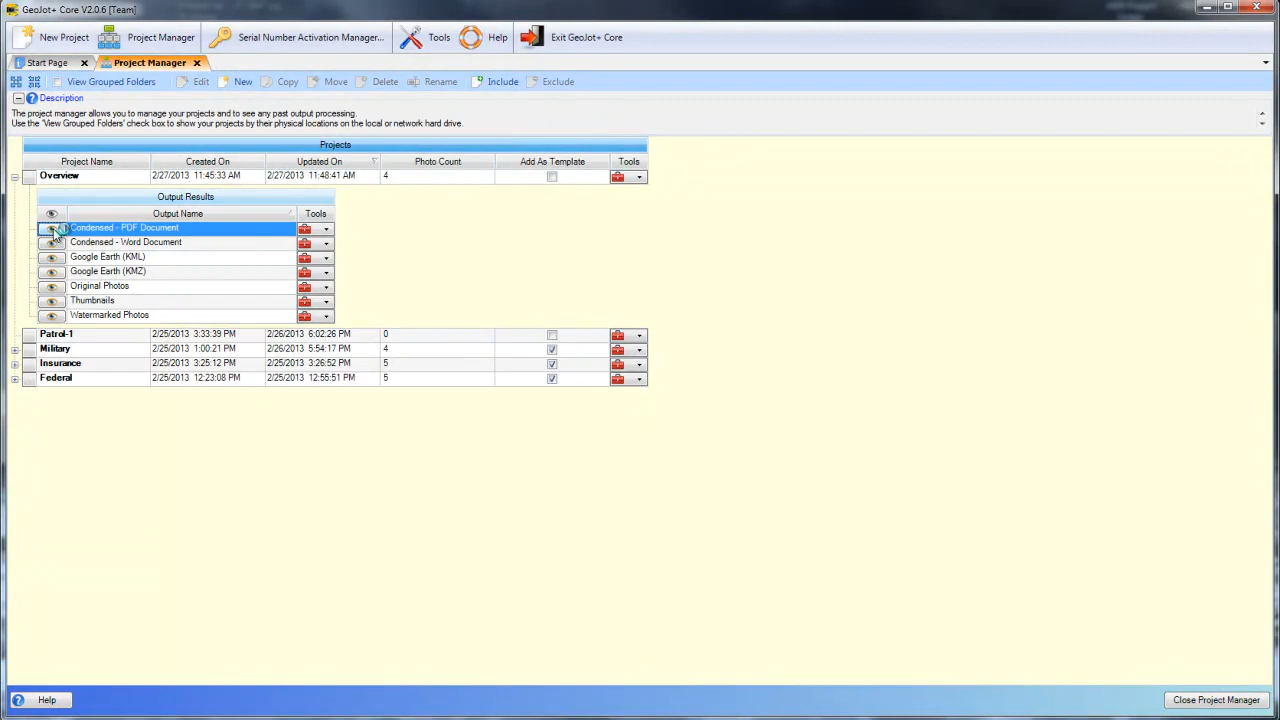 GeoJot+ Core V2.0.6 [Team]
New Project Project Manager Serial Number Activation Manager... Tools Help Exit GeoJot+ Core
Start Page Project Manager
View Grouped Folders Edit New Copy Move Delete Rename Include Exclude
Description
The project manager allows you to manage your projects and to see any past output processing.
Use the 'View Grouped Folders' check box to show your projects by their physical locations on the local or network hard drive.
Projects
Project Name Created On Updated On Photo Count Add As Template Tools
Overview 2/27/2013 11:45:33 AM 2/27/2013 11:48:41 AM 4
Output Results
Output Name Tools
Condensed - PDF Document
Condensed - Word Document
Google Earth (KML)
Google Earth (KMZ)
Original Photos
Thumbnails
Watermarked Photos
Patrol-1 2/25/2013 3:33:39 PM 2/26/2013 6:02:26 PM 0
Military 2/25/2013 1:00:21 PM 2/26/2013 5:54:17 PM 4
Insurance 2/25/2013 3:25:12 PM 2/25/2013 3:26:52 PM 5
Federal 2/25/2013 12:23:08 PM 2/25/2013 12:55:51 PM 5
Help Close Project Manager